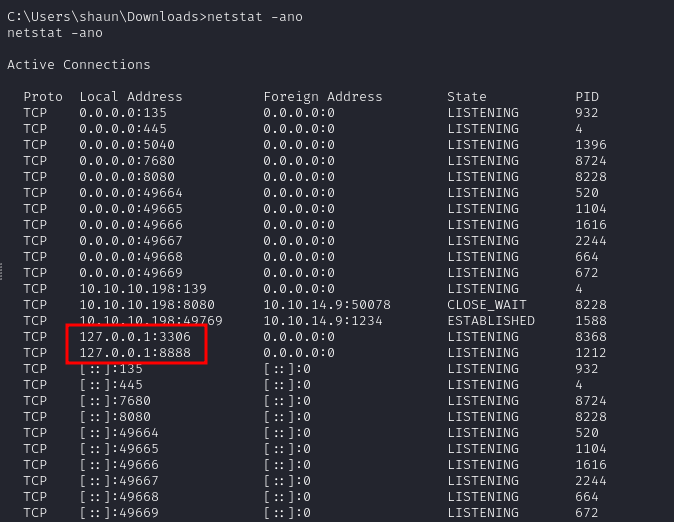 C:\Users\shaun\Downloads>netstat -ano
netstat -ano
Active Connections
Proto  Local Address          Foreign Address        State           PID
TCP    0.0.0.0:135            0.0.0.0:0              LISTENING       932
TCP    0.0.0.0:445            0.0.0.0:0              LISTENING       4
TCP    0.0.0.0:5040           0.0.0.0:0              LISTENING       1396
TCP    0.0.0.0:7680           0.0.0.0:0              LISTENING       8724
TCP    0.0.0.0:8080           0.0.0.0:0              LISTENING       8228
TCP    0.0.0.0:49664          0.0.0.0:0              LISTENING       520
TCP    0.0.0.0:49665          0.0.0.0:0              LISTENING       1104
TCP    0.0.0.0:49666          0.0.0.0:0              LISTENING       1616
TCP    0.0.0.0:49667          0.0.0.0:0              LISTENING       2244
TCP    0.0.0.0:49668          0.0.0.0:0              LISTENING       664
TCP    0.0.0.0:49669          0.0.0.0:0              LISTENING       672
TCP    10.10.10.198:139       0.0.0.0:0              LISTENING       4
TCP    10.10.10.198:8080      10.10.14.9:50078       CLOSE_WAIT      8228
TCP    10.10.10.198:49769     10.10.14.9:1234        ESTABLISHED     1588
TCP    127.0.0.1:3306         0.0.0.0:0              LISTENING       8368
TCP    127.0.0.1:8888         0.0.0.0:0              LISTENING       1212
TCP    [::]:135               [::]:0                 LISTENING       932
TCP    [::]:445               [::]:0                 LISTENING       4
TCP    [::]:7680              [::]:0                 LISTENING       8724
TCP    [::]:8080              [::]:0                 LISTENING       8228
TCP    [::]:49664             [::]:0                 LISTENING       520
TCP    [::]:49665             [::]:0                 LISTENING       1104
TCP    [::]:49666             [::]:0                 LISTENING       1616
TCP    [::]:49667             [::]:0                 LISTENING       2244
TCP    [::]:49668             [::]:0                 LISTENING       664
TCP    [::]:49669             [::]:0                 LISTENING       672